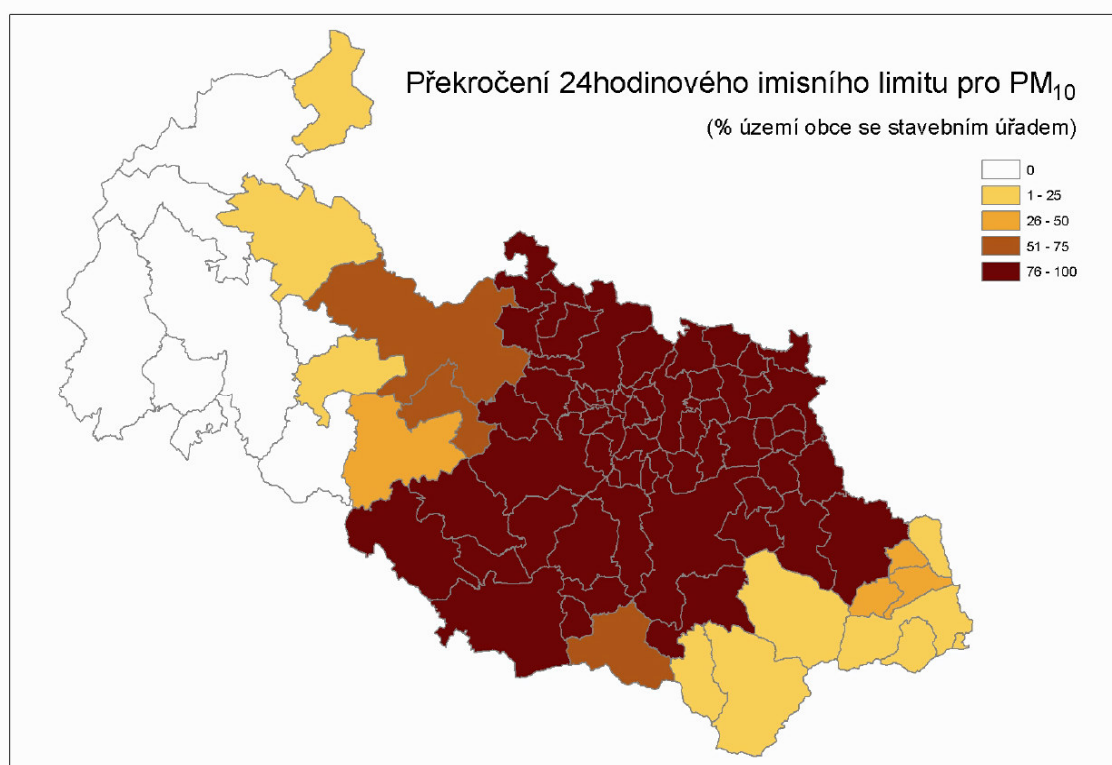 Překročení 24hodinového imisního limitu pro PM₁₀
(% území obce se stavebním úřadem)
0
1 - 25
26 - 50
51 - 75
76 - 100